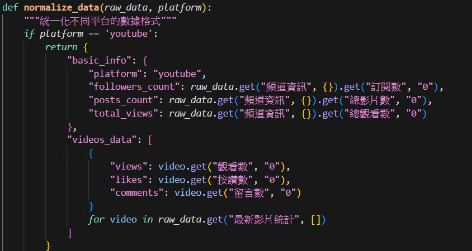 def normalize_data(raw_data, platform):
    """統一化不同平台的數據格式"""
    if platform == 'youtube':
        return {
            "basic_info": {
                "platform": "youtube",
                "followers_count": raw_data.get("頻道資訊", {}).get("訂閱數", "0"),
                "posts_count": raw_data.get("頻道資訊", {}).get("總影片數", "0"),
                "total_views": raw_data.get("頻道資訊", {}).get("總觀看數", "0")
            },
            "videos_data": [
                {
                    "views": video.get("觀看數", "0"),
                    "likes": video.get("按讚數", "0"),
                    "comments": video.get("留言數", "0")
                }
                for video in raw_data.get("最新影片統計", [])
            ]
        }